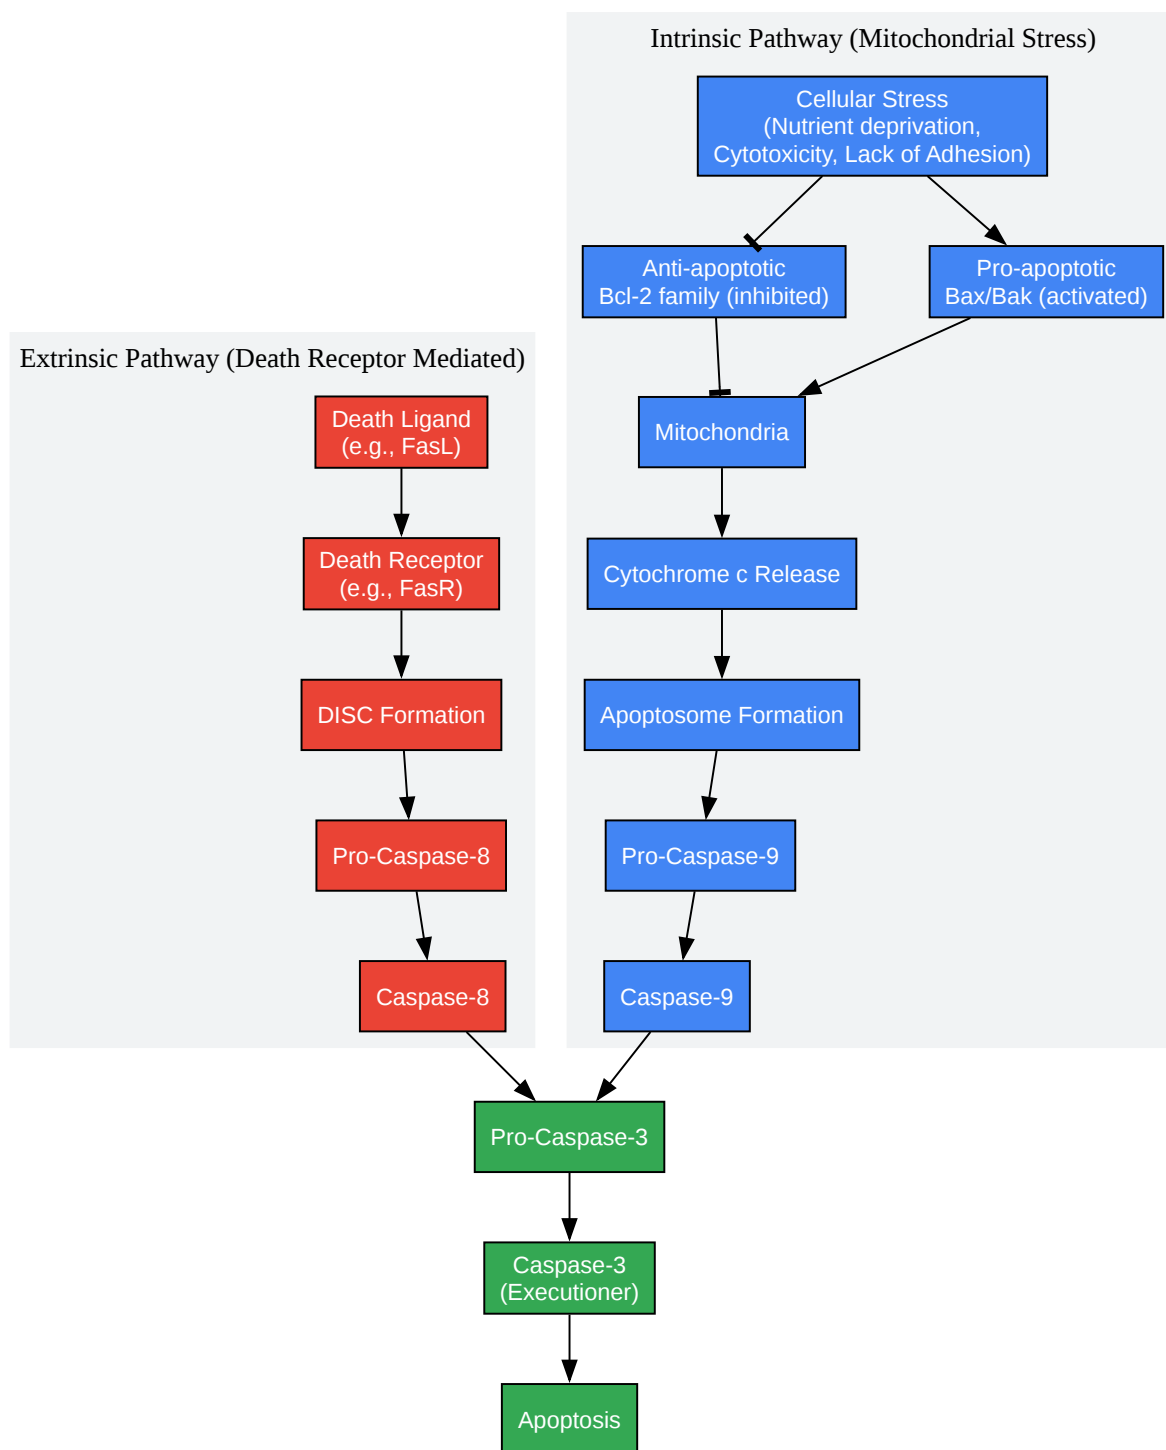 Intrinsic Pathway (Mitochondrial Stress)
Cellular Stress
(Nutrient deprivation,
Cytotoxicity, Lack of Adhesion)
Anti-apoptotic
Bcl-2 family (inhibited)
Pro-apoptotic
Bax/Bak (activated)
Mitochondria
Cytochrome c Release
Apoptosome Formation
Pro-Caspase-9
Caspase-9
Extrinsic Pathway (Death Receptor Mediated)
Death Ligand
(e.g., FasL)
Death Receptor
(e.g., FasR)
DISC Formation
Pro-Caspase-8
Caspase-8
Pro-Caspase-3
Caspase-3
(Executioner)
Apoptosis